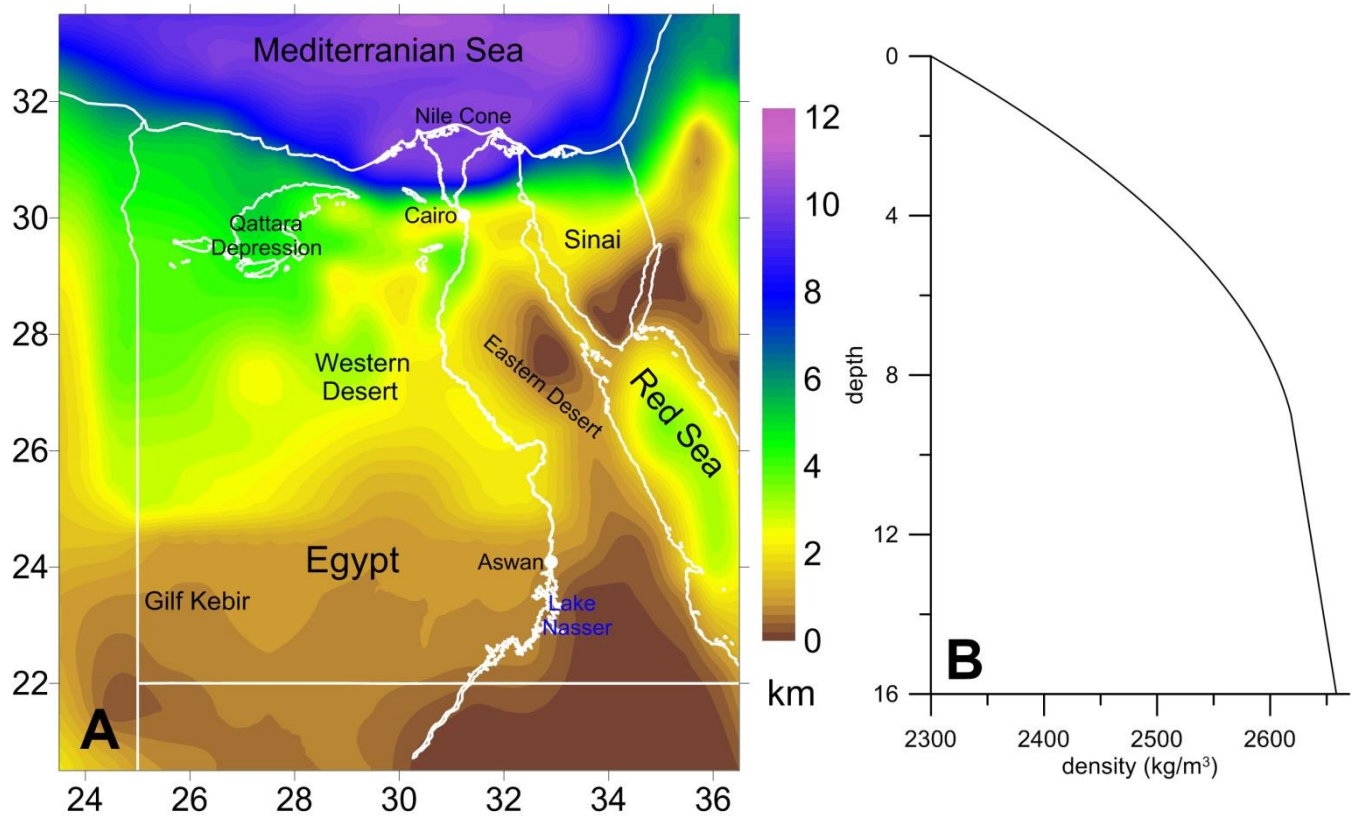 Mediterranian Sea
32
Nile Cone
12
10
30
Qattara
Depression
Cairo
Sinai
8
28
Western
Desert
Eastern Desert
Red Sea
6
26
4
Egypt
Aswan
2
24
Gilf Kebir
Lake
Nasser
0
22
km
A
24
26
28
30
32
34
36
0
4
depth
8
12
16
B
2300
2400
2500
2600
density (kg/m³)